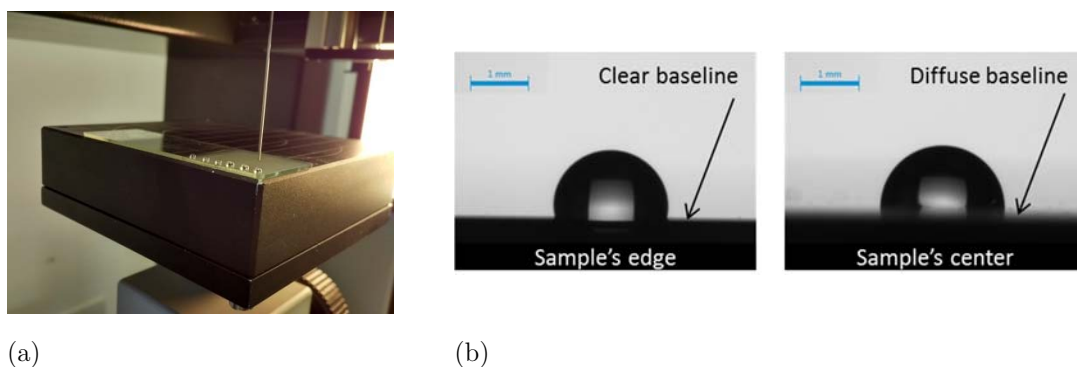 1 mm
Clear baseline
Sample's edge
1 mm
Diffuse baseline
Sample's center
(a)
(b)